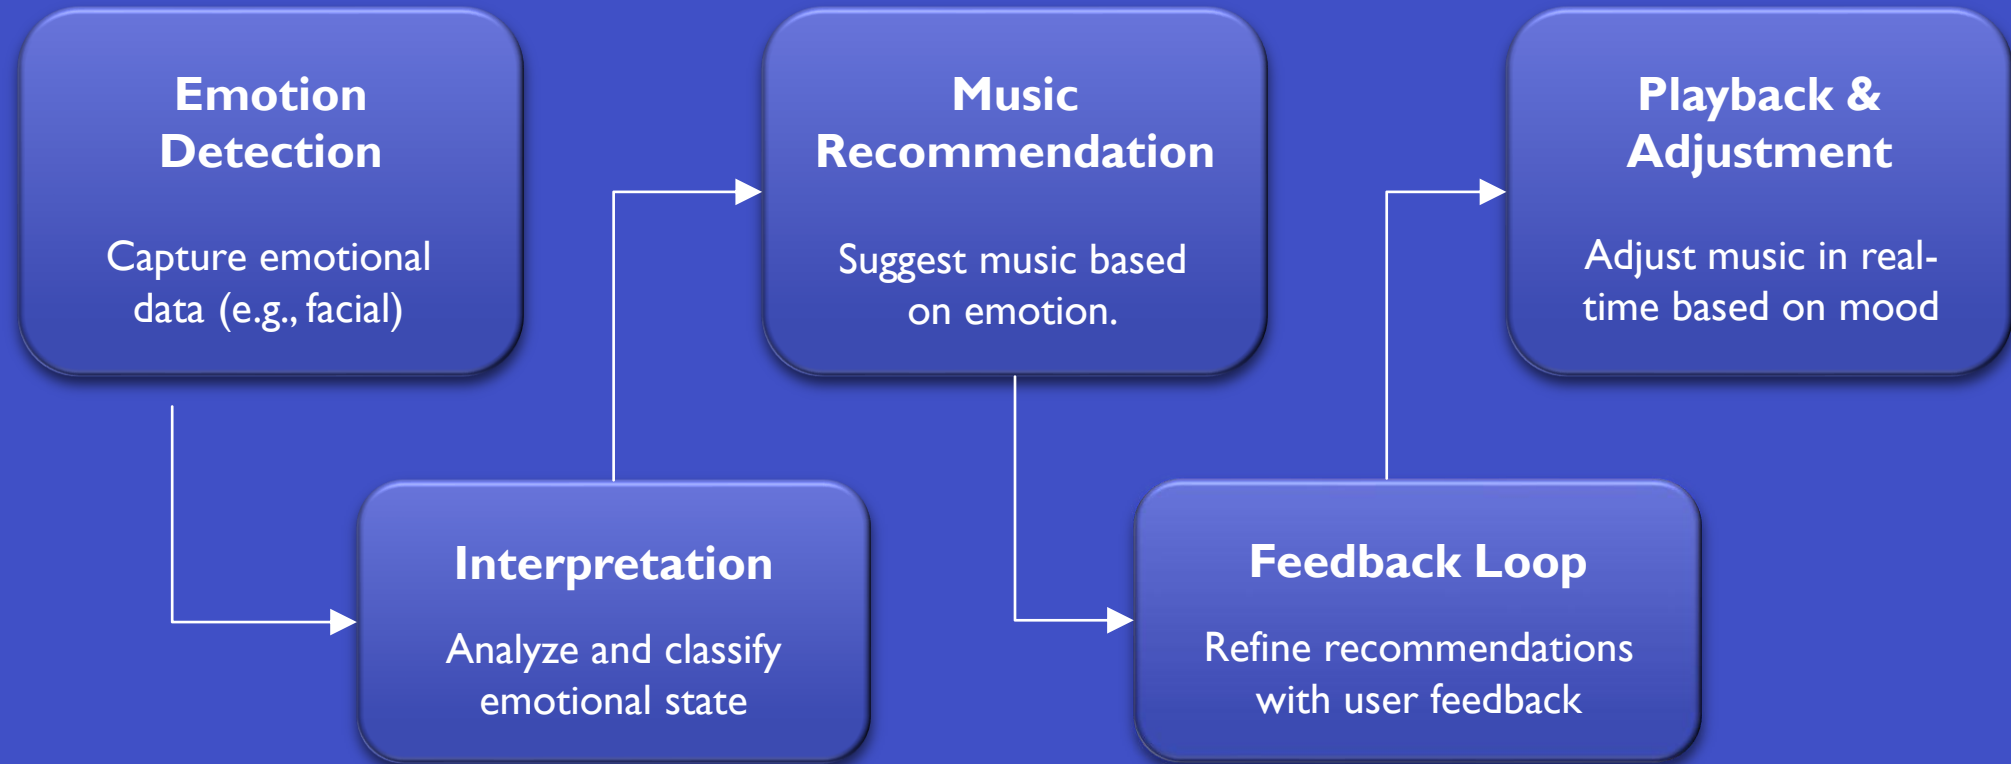 Emotion
Detection
Capture emotional
data (e.g., facial)
Interpretation
Analyze and classify
emotional state
Music
Recommendation
Suggest music based
on emotion.
Feedback Loop
Refine recommendations
with user feedback
Playback &
Adjustment
Adjust music in real-
time based on mood